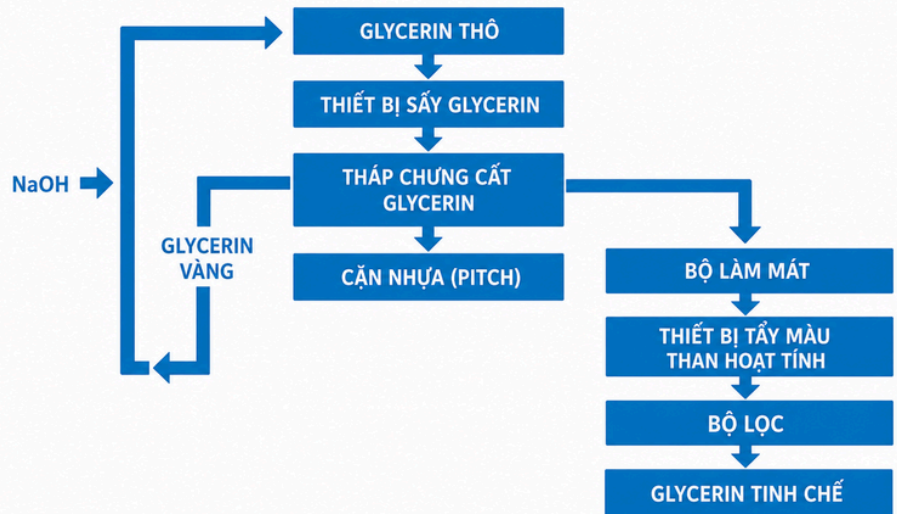 GLYCERIN THÔ
THIẾT BỊ SẤY GLYCERIN
NaOH
THÁP CHƯNG CẤT
GLYCERIN
GLYCERIN
VÀNG
CẶN NHỰA (PITCH)
BỘ LÀM MÁT
THIẾT BỊ TẨY MÀU
THAN HOẠT TÍNH
BỘ LỌC
GLYCERIN TINH CHẾ